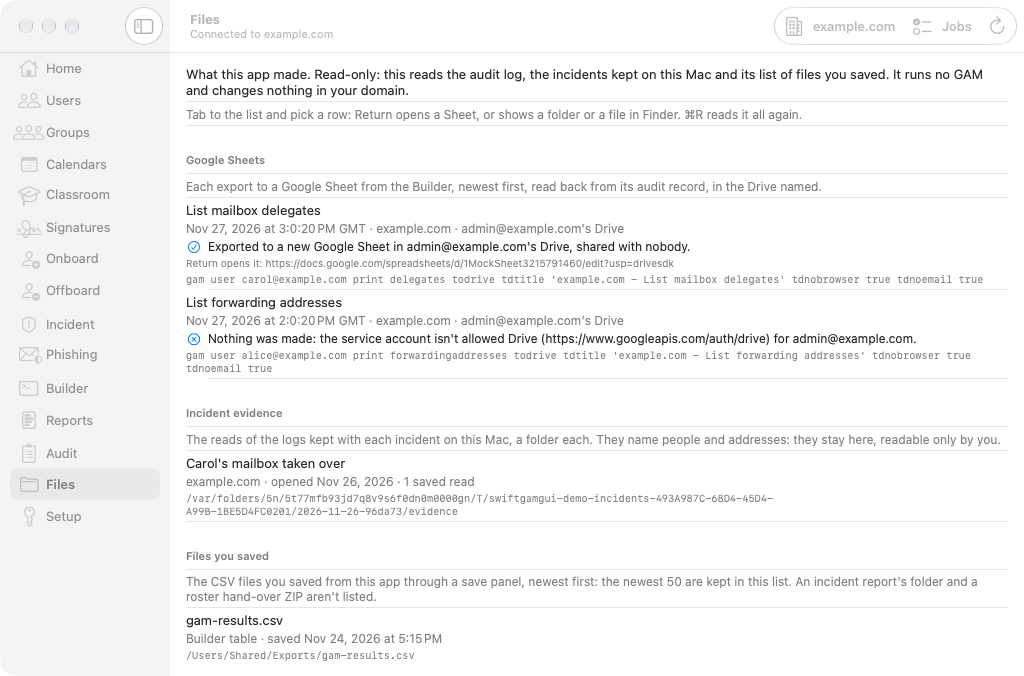 Files
Connected to example.com
example.com
Jobs
Home
Users
Groups
Calendars
Classroom
Signatures
Onboard
Offboard
Incident
Phishing
Builder
Reports
Audit
Files
Setup
What this app made. Read-only: this reads the audit log, the incidents kept on this Mac and its list of files you saved. It runs no GAM
and changes nothing in your domain.
Tab to the list and pick a row: Return opens a Sheet, or shows a folder or a file in Finder. ⌘R reads it all again.
Google Sheets
Each export to a Google Sheet from the Builder, newest first, read back from its audit record, in the Drive named.
List mailbox delegates
Nov 27, 2026 at 3:0:20 PM GMT · example.com · admin@example.com's Drive
Exported to a new Google Sheet in admin@example.com's Drive, shared with nobody.
Return opens it: https://docs.google.com/spreadsheets/d/1MockSheet3215791460/edit?usp=drivesdk
gam user carol@example.com print delegates todrive tdtitle 'example.com – List mailbox delegates' tdnobrowser true tdnoemail true
List forwarding addresses
Nov 27, 2026 at 2:0:20 PM GMT · example.com · admin@example.com's Drive
Nothing was made: the service account isn't allowed Drive (https://www.googleapis.com/auth/drive) for admin@example.com.
gam user alice@example.com print forwardingaddresses todrive tdtitle 'example.com – List forwarding addresses' tdnobrowser true
tdnoemail true
Incident evidence
The reads of the logs kept with each incident on this Mac, a folder each. They name people and addresses: they stay here, readable only by you.
Carol's mailbox taken over
example.com · opened Nov 26, 2026 · 1 saved read
/var/folders/5n/5t77mfb93jd7q8v9s6f0dn0m0000gn/T/swiftgamgui-demo-incidents-493A987C-68D4-45D4-
A99B-1BE5D4FC0201/2026-11-26-96da73/evidence
Files you saved
The CSV files you saved from this app through a save panel, newest first: the newest 50 are kept in this list. An incident report's folder and a
roster hand-over ZIP aren't listed.
gam-results.csv
Builder table · saved Nov 24, 2026 at 5:15 PM
/Users/Shared/Exports/gam-results.csv